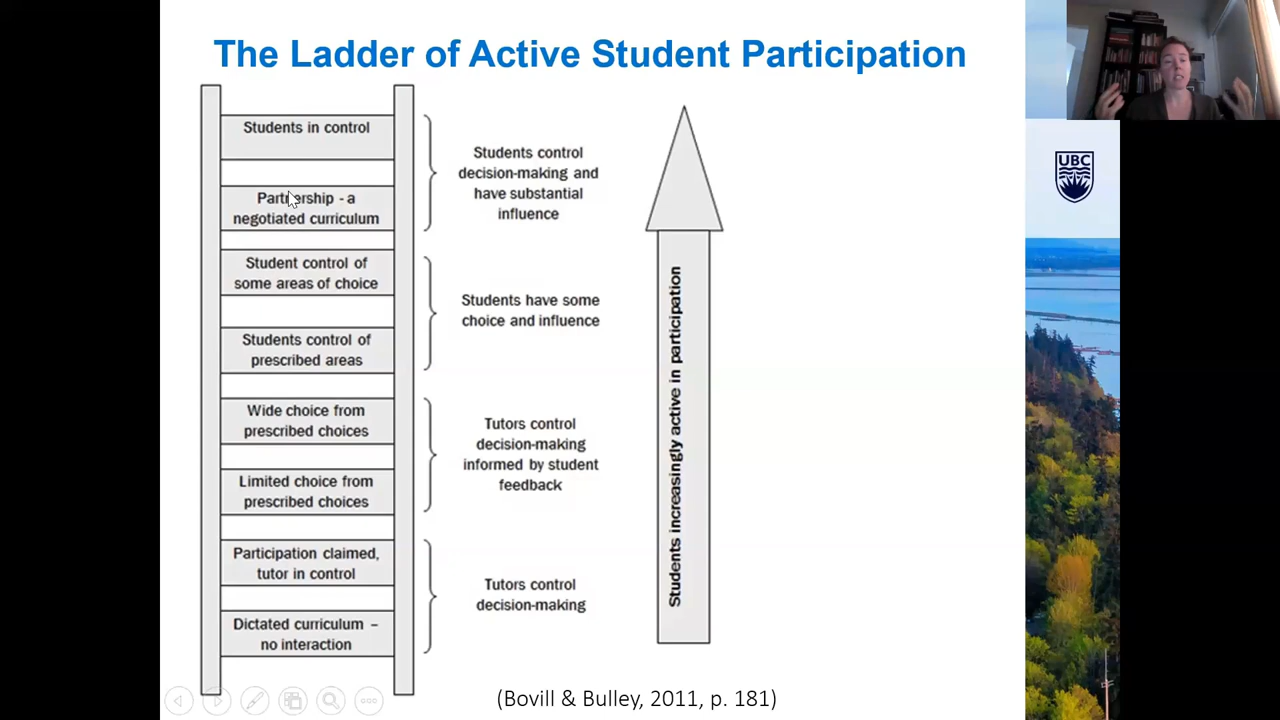 The Ladder of Active Student Participation
Students in control
Partnership - a
negotiated curriculum
Students control
decision-making and
have substantial
influence
Student control of
some areas of choice
Students control of
prescribed areas
Students have some
choice and influence
Wide choice from
prescribed choices
Limited choice from
prescribed choices
Tutors control
decision-making
informed by student
feedback
Participation claimed,
tutor in control
Dictated curriculum –
no interaction
Tutors control
decision-making
Students increasingly active in participation
(Bovill & Bulley, 2011, p. 181)
UBC